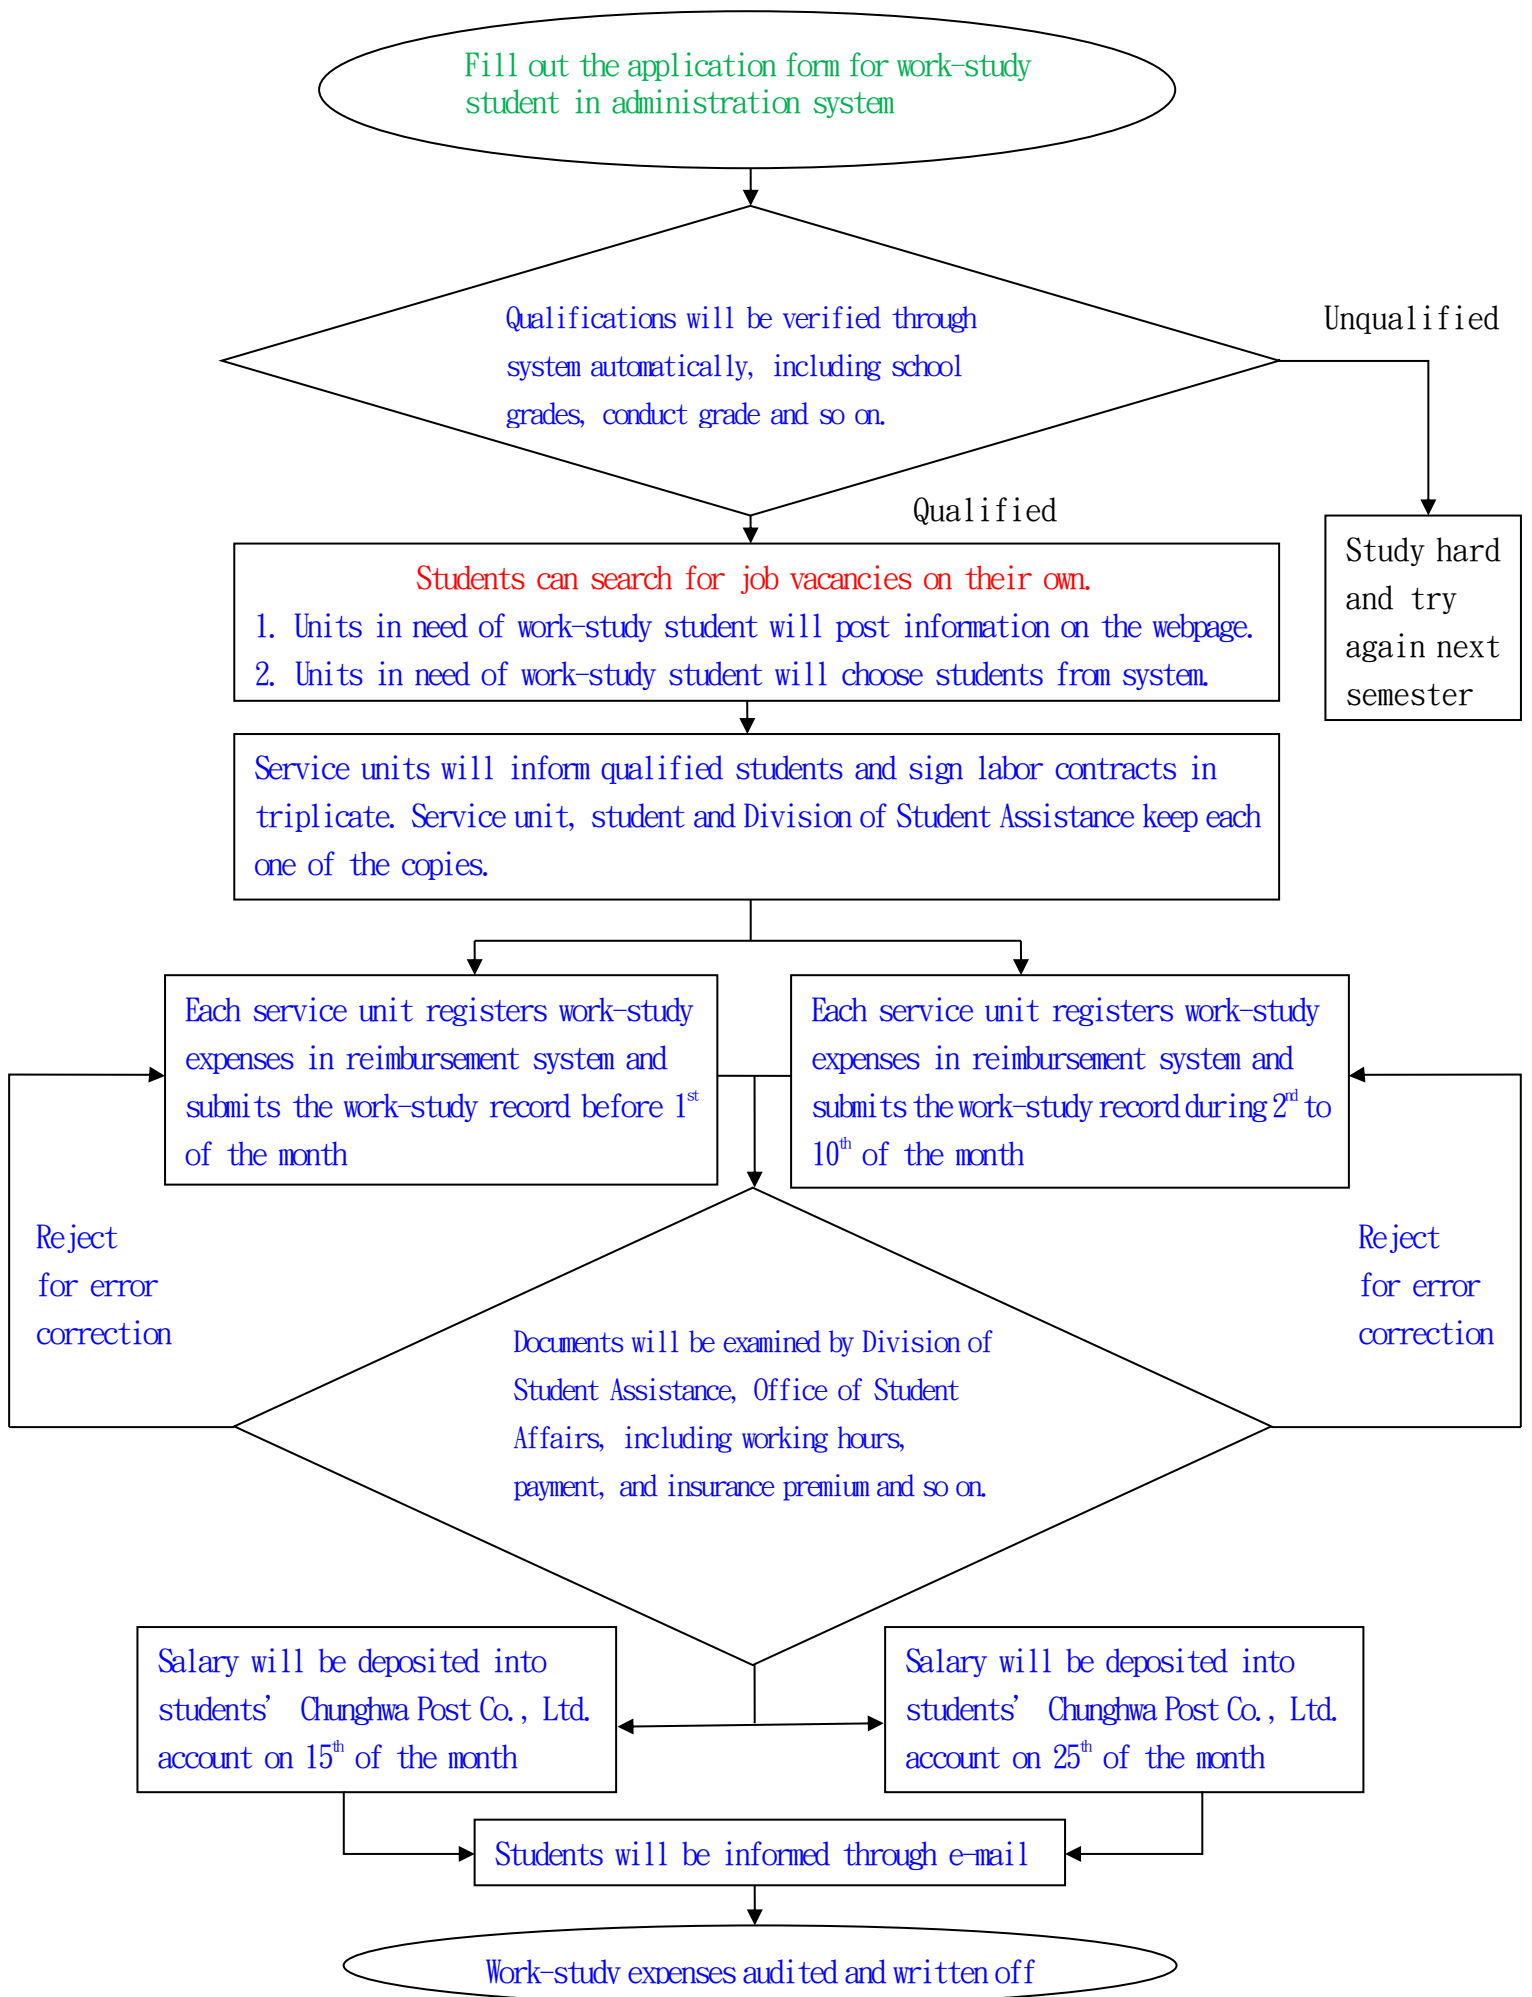 Fill out the application form for work-study
student in administration system
Qualifications will be verified through
system automatically, including school
grades, conduct grade and so on.
Unqualified
Qualified
Study hard
and try
again next
semester
Students can search for job vacancies on their own.
1. Units in need of work-study student will post information on the webpage.
2. Units in need of work-study student will choose students from system.
Service units will inform qualified students and sign labor contracts in
triplicate. Service unit, student and Division of Student Assistance keep each
one of the copies.
Each service unit registers work-study
expenses in reimbursement system and
submits the work-study record before 1st
of the month
Each service unit registers work-study
expenses in reimbursement system and
submits the work-study record during 2nd to
10th of the month
Reject
for error
correction
Reject
for error
correction
Documents will be examined by Division of
Student Assistance, Office of Student
Affairs, including working hours,
payment, and insurance premium and so on.
Salary will be deposited into
students’ Chunghwa Post Co., Ltd.
account on 15th of the month
Salary will be deposited into
students’ Chunghwa Post Co., Ltd.
account on 25th of the month
Students will be informed through e-mail
Work-study expenses audited and written off